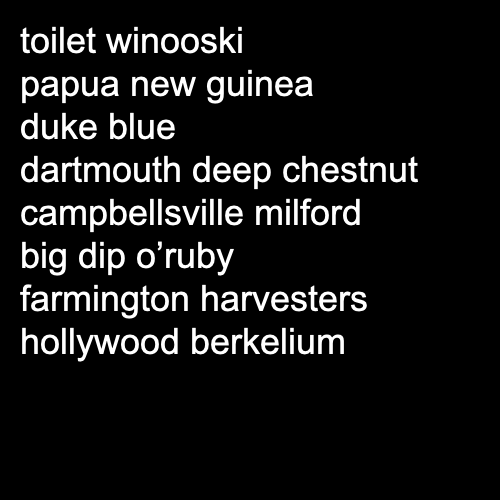 toilet winooski
papua new guinea
duke blue
dartmouth deep chestnut
campbellsville milford
big dip o’ruby
farmington harvesters
hollywood berkelium